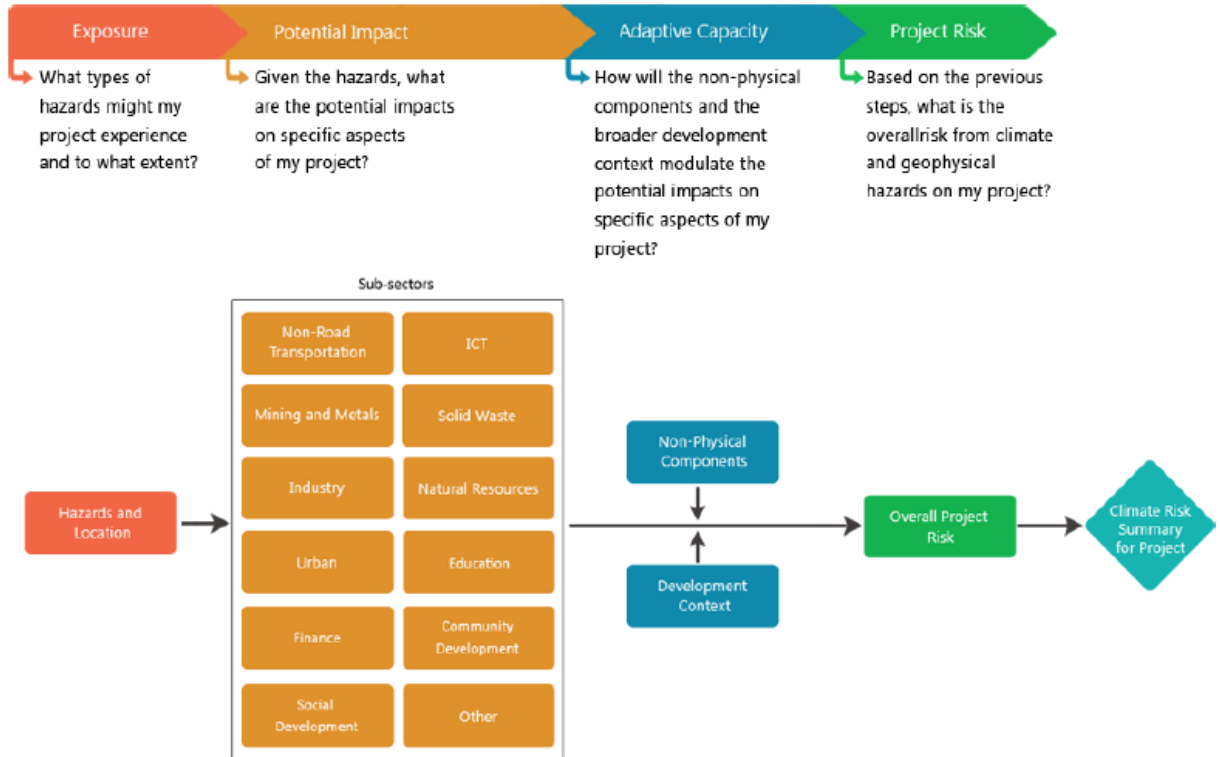 Exposure
Potential Impact
Adaptive Capacity
Project Risk
What types of
hazards might my
project experience
and to what extent?
Given the hazards, what
are the potential impacts
on specific aspects
of my project?
How will the non-physical
components and the
broader development
context modulate the
potential impacts on
specific aspects of my
project?
Based on the previous
steps, what is the
overallrisk from climate
and geophysical
hazards on my project?
Sub-sectors
Non-Road
Transportation
ICT
Mining and Metals
Solid Waste
Industry
Natural Resources
Urban
Education
Finance
Community
Development
Social
Development
Other
Hazards and
Location
Non-Physical
Components
Development
Context
Overall Project
Risk
Climate Risk
Summary
for Project